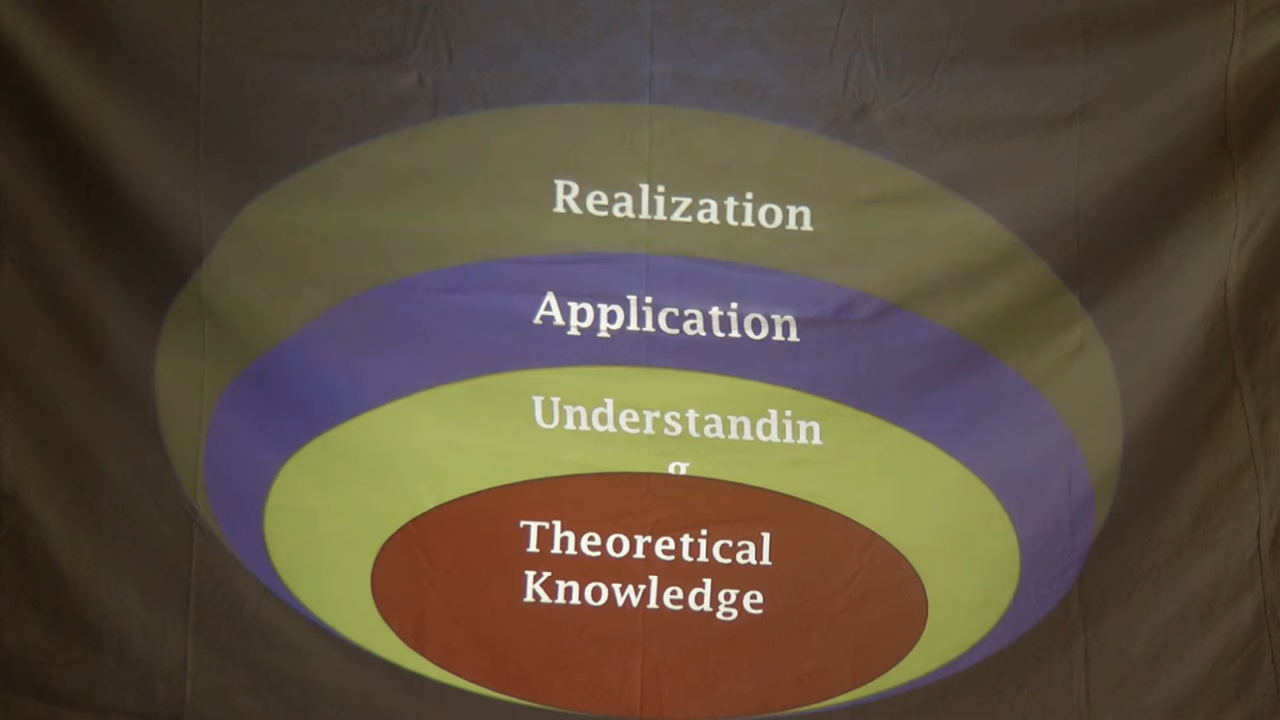 Realization
Application
Understandin
g
Theoretical
Knowledge